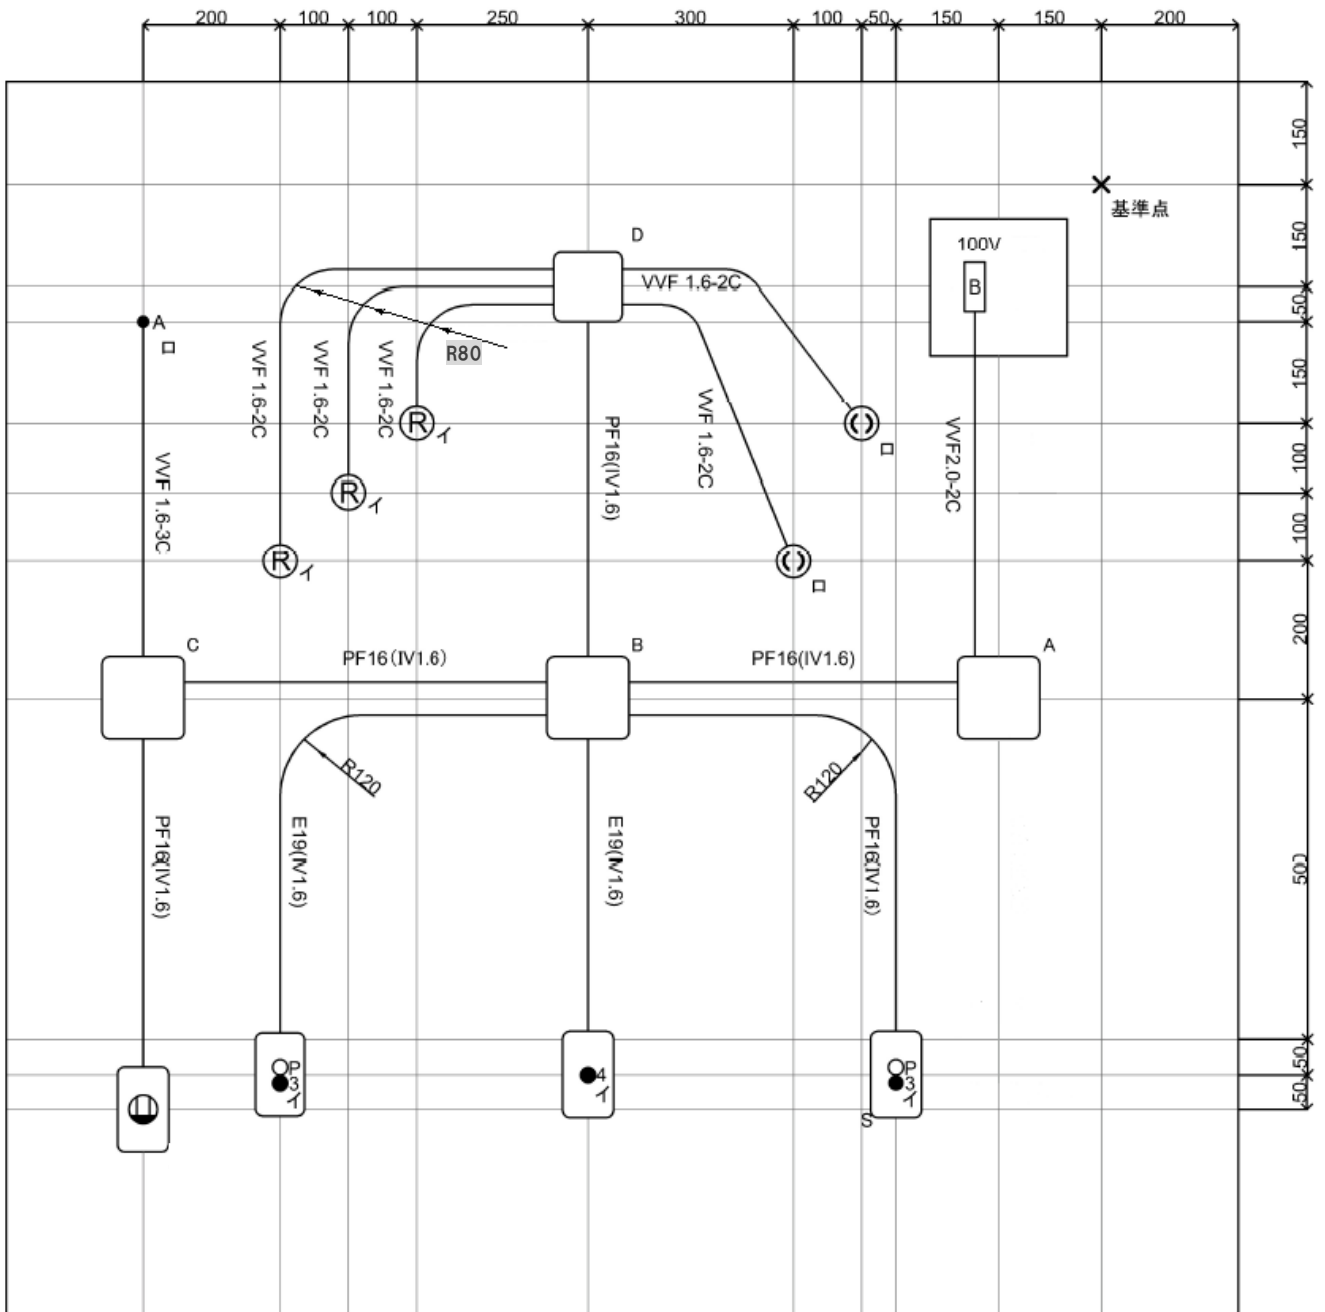 200 100 100 250 300 100 50 150 150 200
150
基準点
D
150
100V
VVF 1.6-2C
B
50
A
ロ
R80
150
VVF 1.6-2C
VVF 1.6-2C
VVF 1.6-2C
R イ
PF16(IV1.6)
VVF 1.6-2C
ロ
VVF2.0-2C
100
VVF 1.6-3C
R イ
100
R イ
ロ
200
C
B
A
PF16(IV1.6)
PF16(IV1.6)
R120
R120
PF16(IV1.6)
E19(IV1.6)
E19(IV1.6)
PF16(IV1.6)
500
50
P
3
イ
4
イ
P
3
イ
50
S